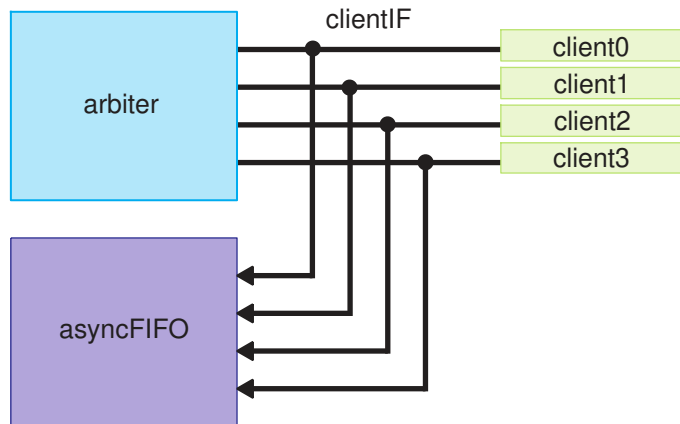 clientIF
client0
client1
arbiter
client2
client3
asyncFIFO